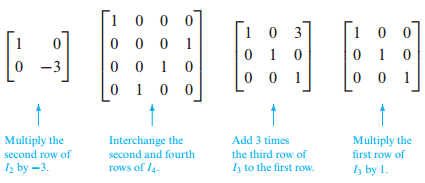 1 0
0 −3
1 0 0 0
0 0 0 1
0 0 1 0
0 1 0 0
1 0 3
0 1 0
0 0 1
1 0 0
0 1 0
0 0 1
Multiply the
second row of
I₂ by −3.
Interchange the
second and fourth
rows of I₄.
Add 3 times
the third row of
I₃ to the first row.
Multiply the
first row of
I₃ by 1.